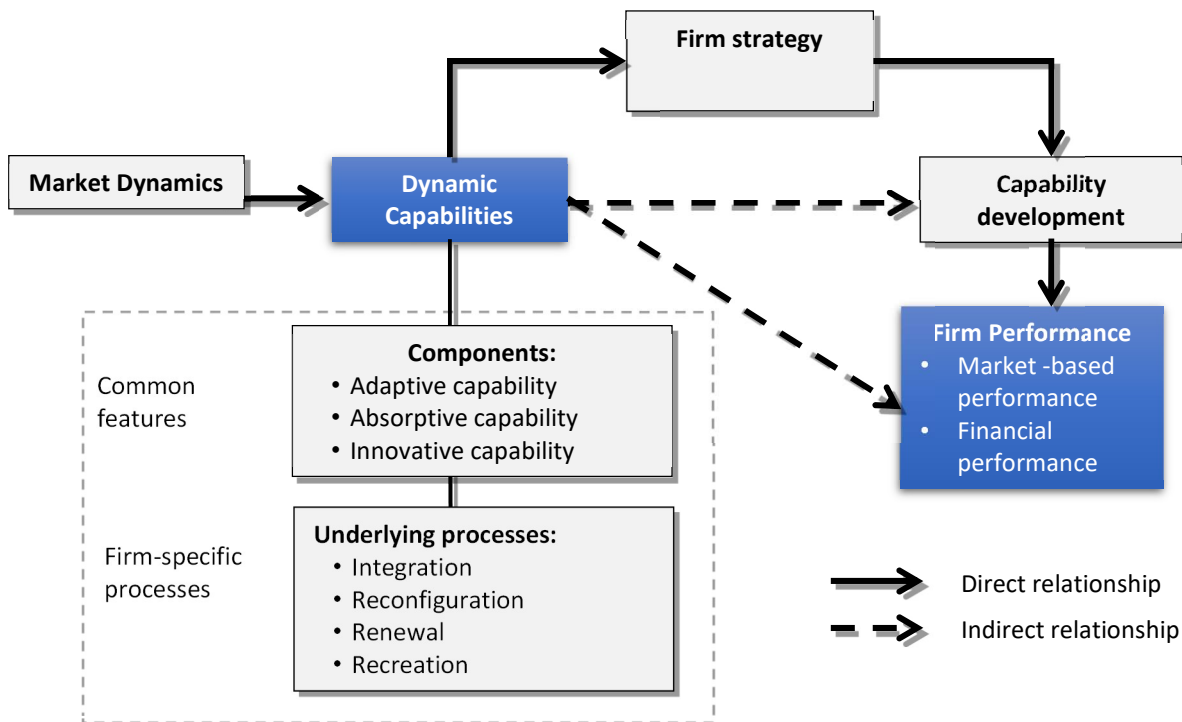 Firm strategy
Market Dynamics
Dynamic
Capabilities
Capability
development
Firm Performance
• Market -based
performance
• Financial
performance
Common
features
Components:
• Adaptive capability
• Absorptive capability
• Innovative capability
Firm-specific
processes
Underlying processes:
• Integration
• Reconfiguration
• Renewal
• Recreation
Direct relationship
Indirect relationship